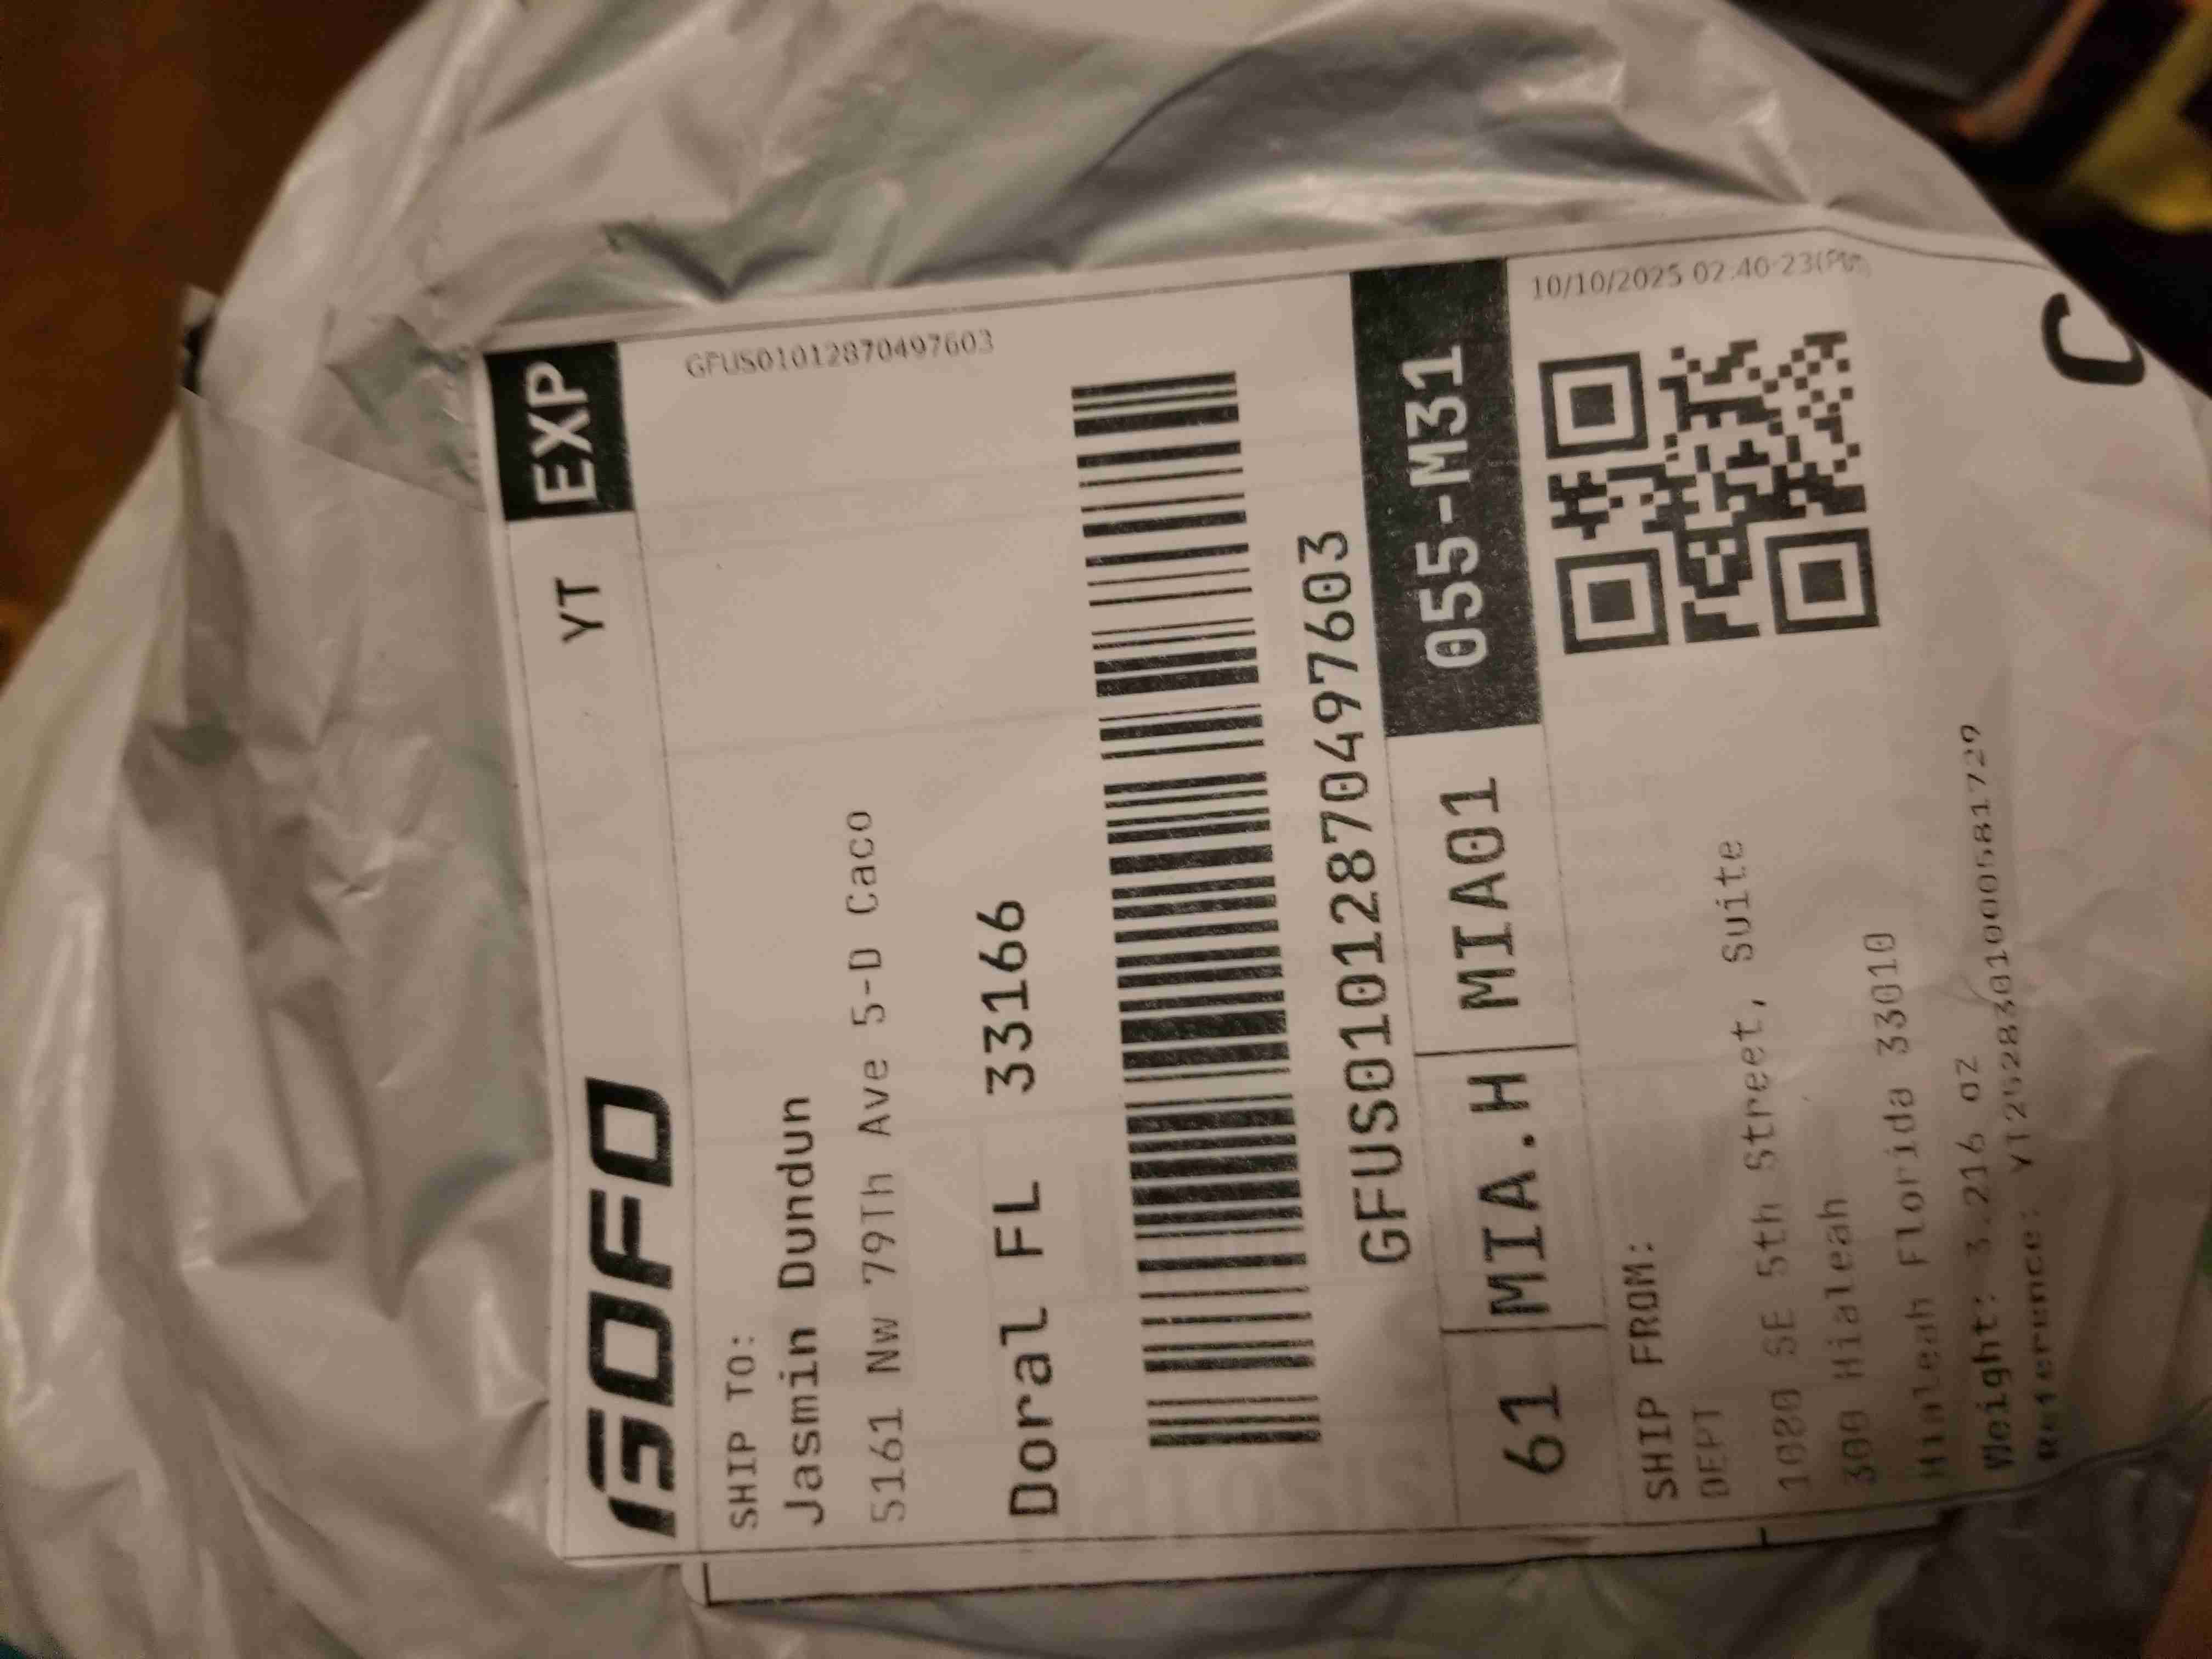 GOFO
YT EXP
GFUS01012870497603
SHIP TO:
Jasmin Dundun
5161 Nw 79Th Ave 5-D Caco
Doral FL 33166
GFUS01012870497603
61 MIA.H MIA01 055-M31
10/10/2025 02:40:23(PM)
SHIP FROM:
DEPT
1080 SE 5th Street, Suite
300 Hialeah
Hialeah Florida 33010
Weight: 3.216 oz
Reference:
C